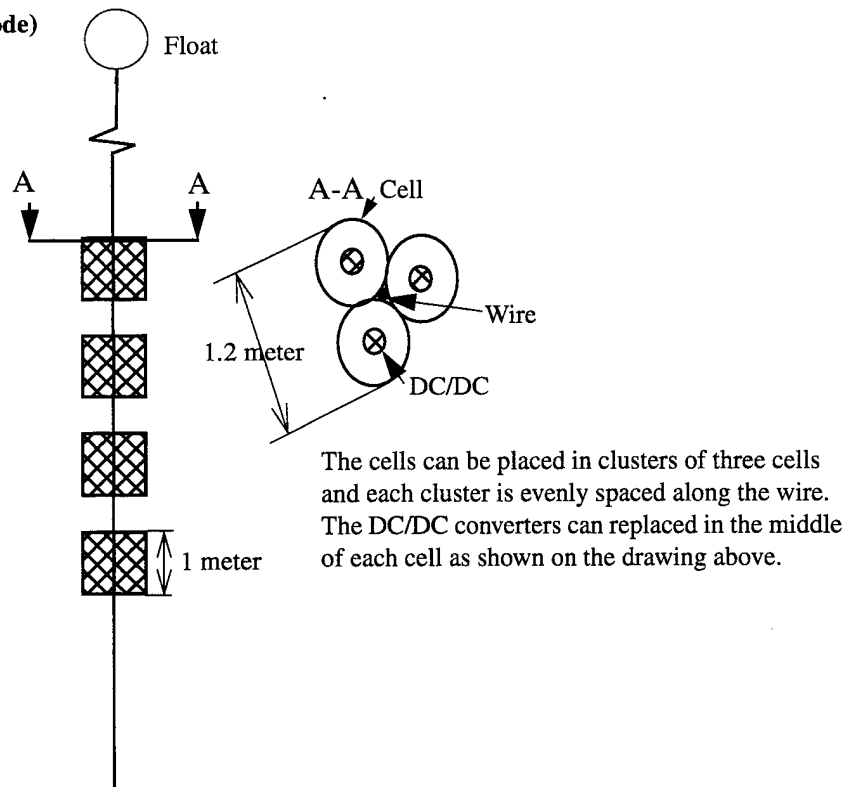 ode)
Float
A A
A-A Cell
Wire
1.2 meter
DC/DC
The cells can be placed in clusters of three cells
and each cluster is evenly spaced along the wire.
The DC/DC converters can replaced in the middle
1 meter of each cell as shown on the drawing above.